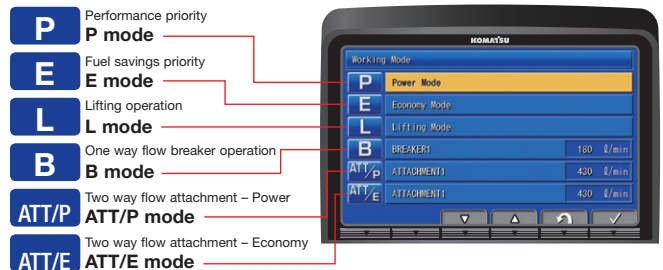 P
Performance priority
P mode
E
Fuel savings priority
E mode
L
Lifting operation
L mode
B
One way flow breaker operation
B mode
ATT/P
Two way flow attachment – Power
ATT/P mode
ATT/E
Two way flow attachment – Economy
ATT/E mode
KOMATSU
Working Mode
P Power Mode
E Economy Mode
L Lifting Mode
B BREAKER1 180 ℓ/min
ATT/P ATTACHMENT1 430 ℓ/min
ATT/E ATTACHMENT1 430 ℓ/min